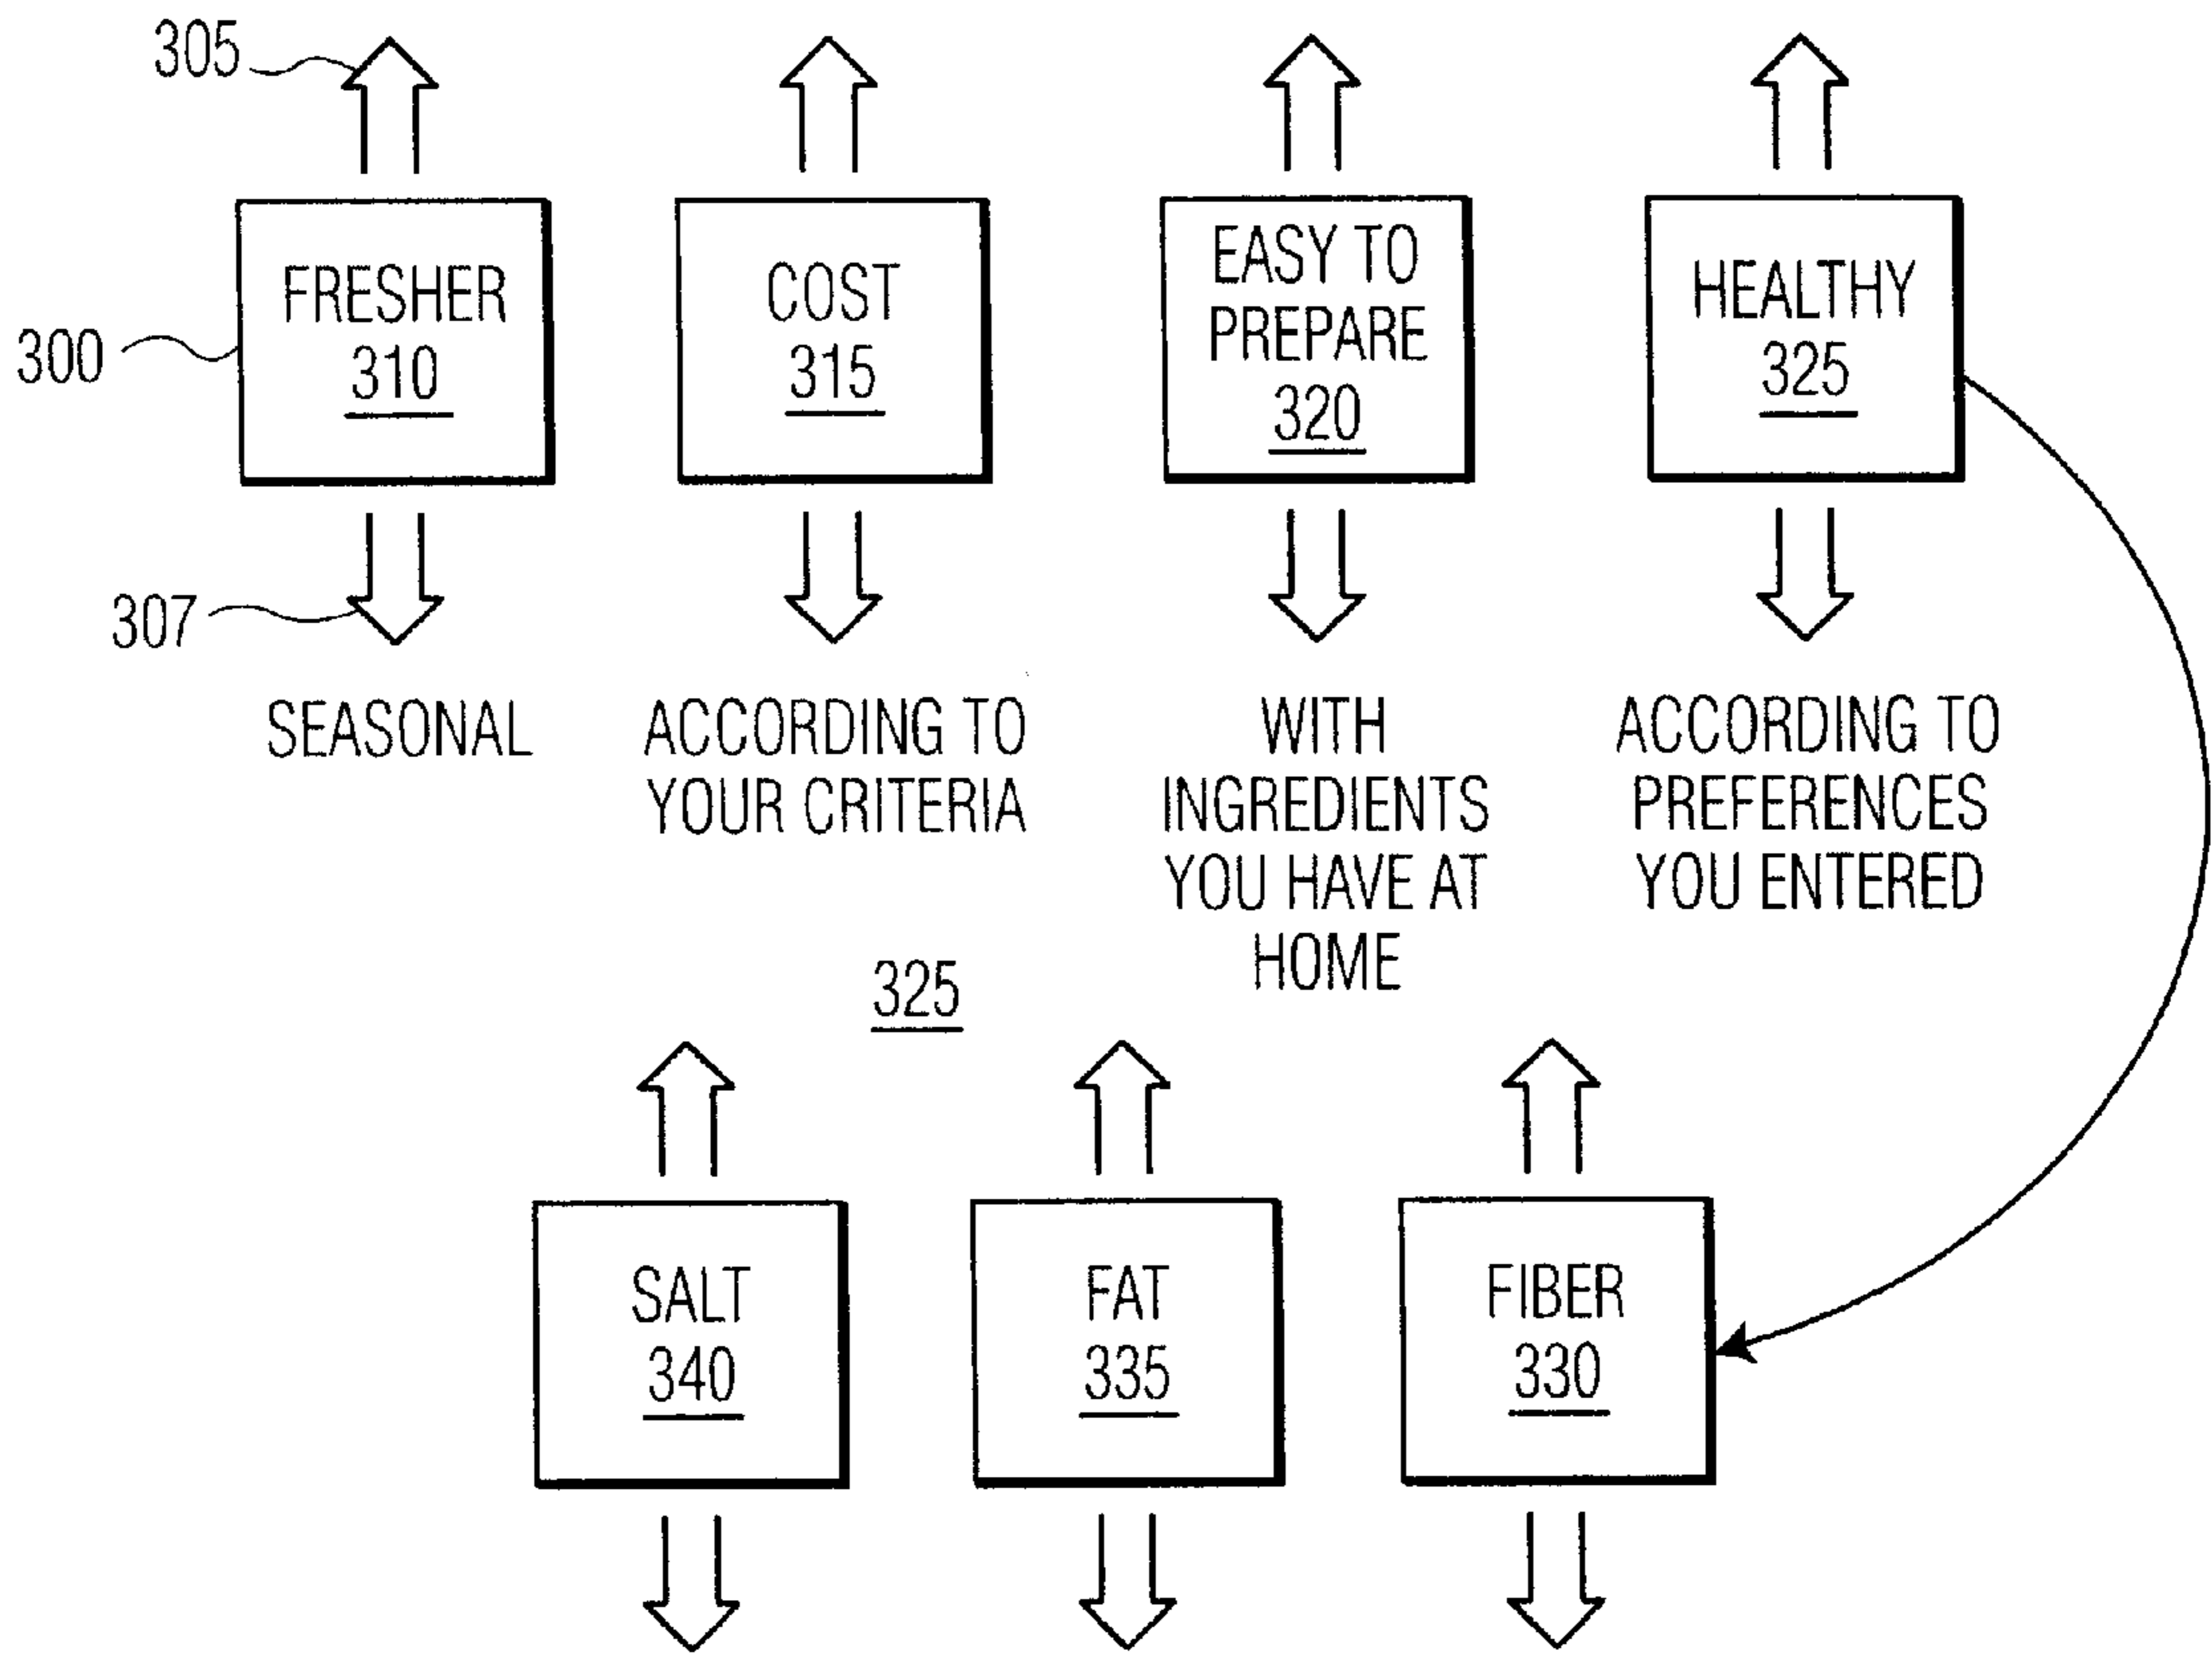 305
300
307
FRESHER
310
COST
315
EASY TO
PREPARE
320
HEALTHY
325
SEASONAL
ACCORDING TO
YOUR CRITERIA
WITH
INGREDIENTS
YOU HAVE AT
HOME
ACCORDING TO
PREFERENCES
YOU ENTERED
325
SALT
340
FAT
335
FIBER
330